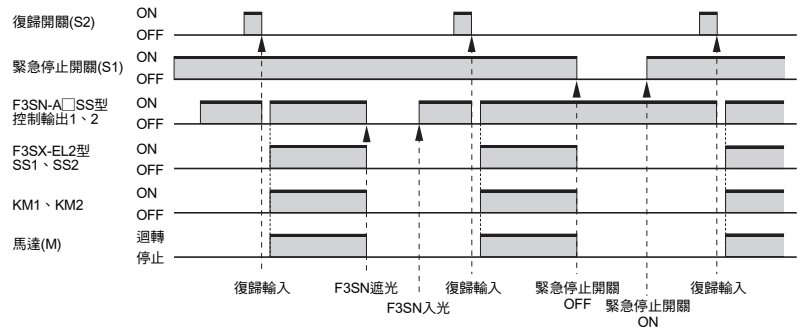 復歸開關(S2)
ON
OFF
緊急停止開關(S1)
ON
OFF
F3SN-A□SS型
控制輸出1、2
ON
OFF
F3SX-EL2型
SS1、SS2
ON
OFF
KM1、KM2
ON
OFF
馬達(M)
迴轉
停止
復歸輸入
F3SN遮光
F3SN入光
復歸輸入
緊急停止開關
OFF
緊急停止開關
ON
復歸輸入